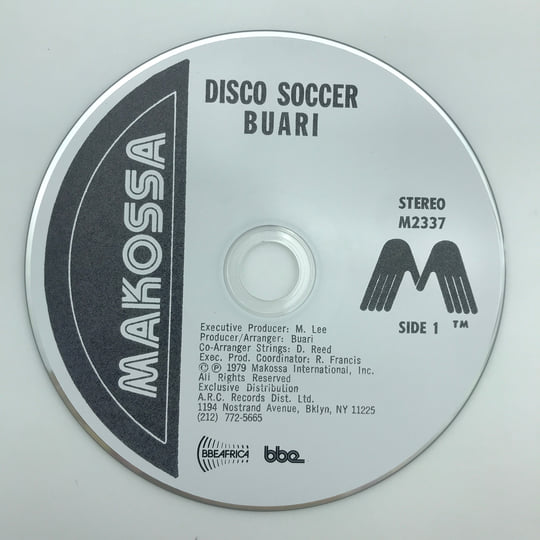 DISCO SOCCER
BUARI
MAKOSSA
STEREO
M2337
M
SIDE 1 TM
Executive Producer: M. Lee
Producer/Arranger: Buari
Co-Arranger Strings: D. Reed
Exec. Prod. Coordinator: R. Francis
© ℗ 1979 Makossa International, Inc.
All Rights Reserved
Exclusive Distribution
A.R.C. Records Dist. Ltd.
1194 Nostrand Avenue, Bklyn, NY 11225
(212) 772-5665
BBEAFRICA bbe